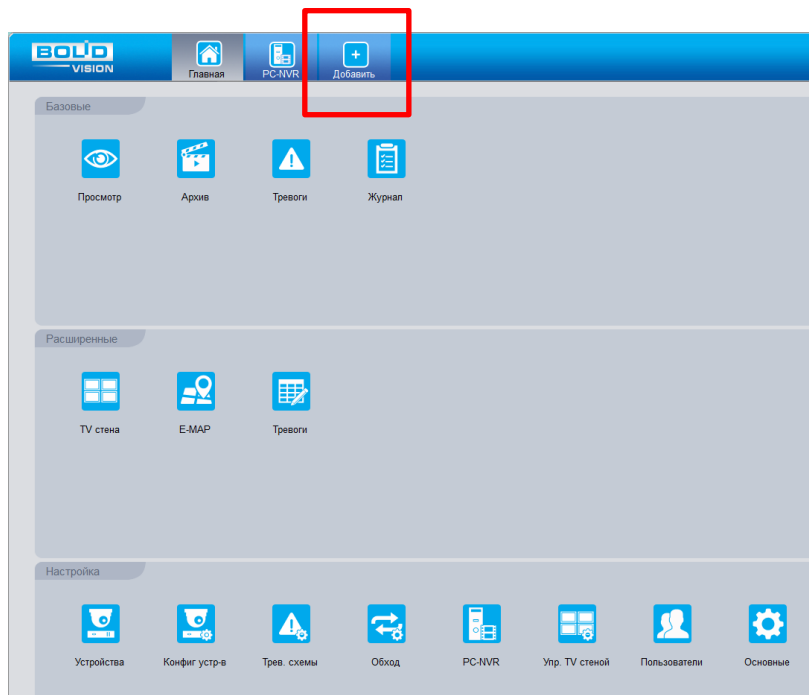 BOLID
VISION
Главная
PC-NVR
Добавить
Базовые
Просмотр
Архив
Тревоги
Журнал
Расширенные
TV стена
E-MAP
Тревоги
Настройка
Устройства
Конфиг устр-в
Трев. схемы
Обход
PC-NVR
Упр. TV стеной
Пользователи
Основные